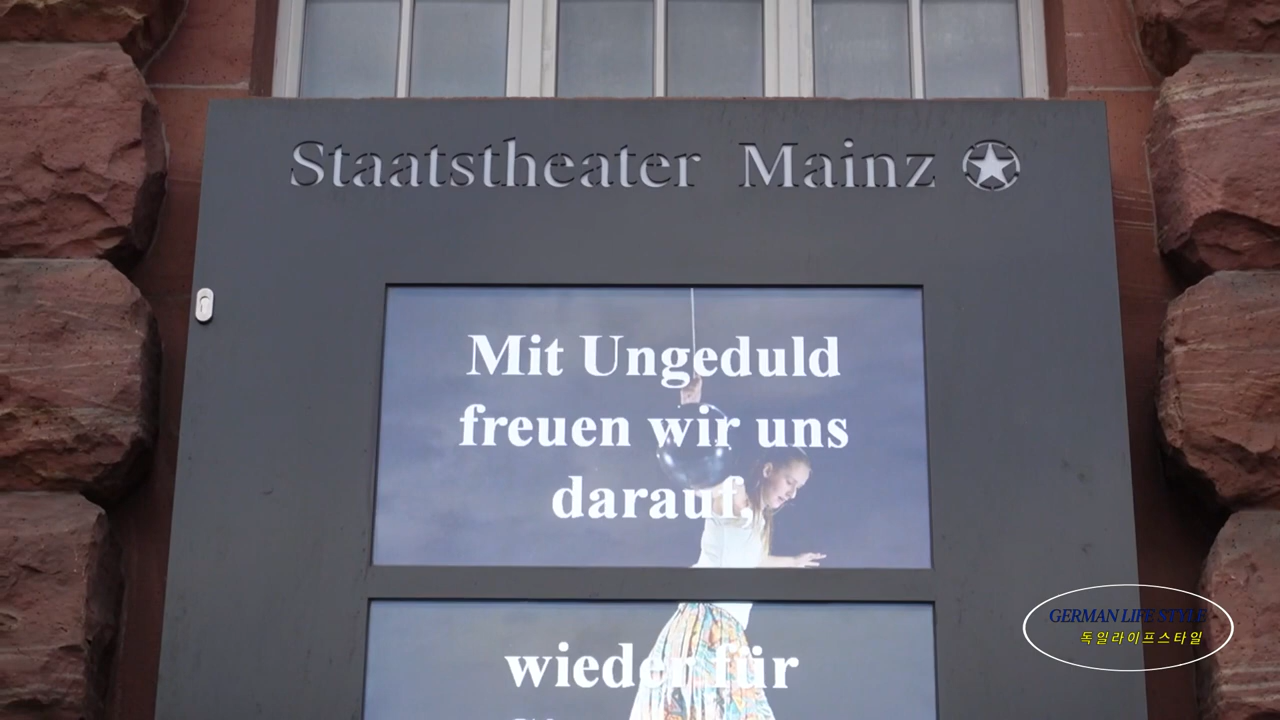 Staatstheater Mainz
Mit Ungeduld
freuen wir uns
darauf,
wieder für
GERMAN LIFE STYLE
독일라이프스타일